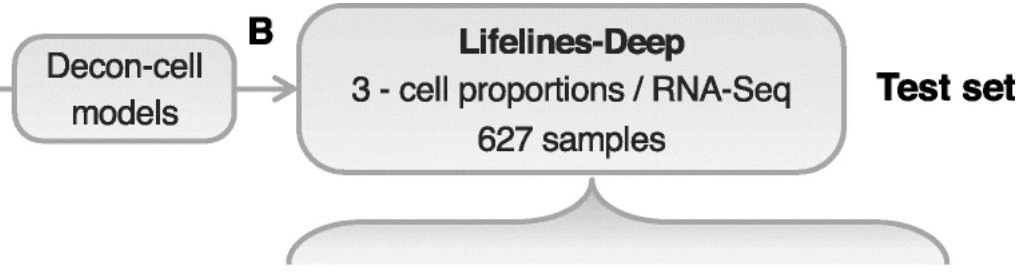 B
Decon-cell
models
Lifelines-Deep
3 - cell proportions / RNA-Seq
627 samples
Test set